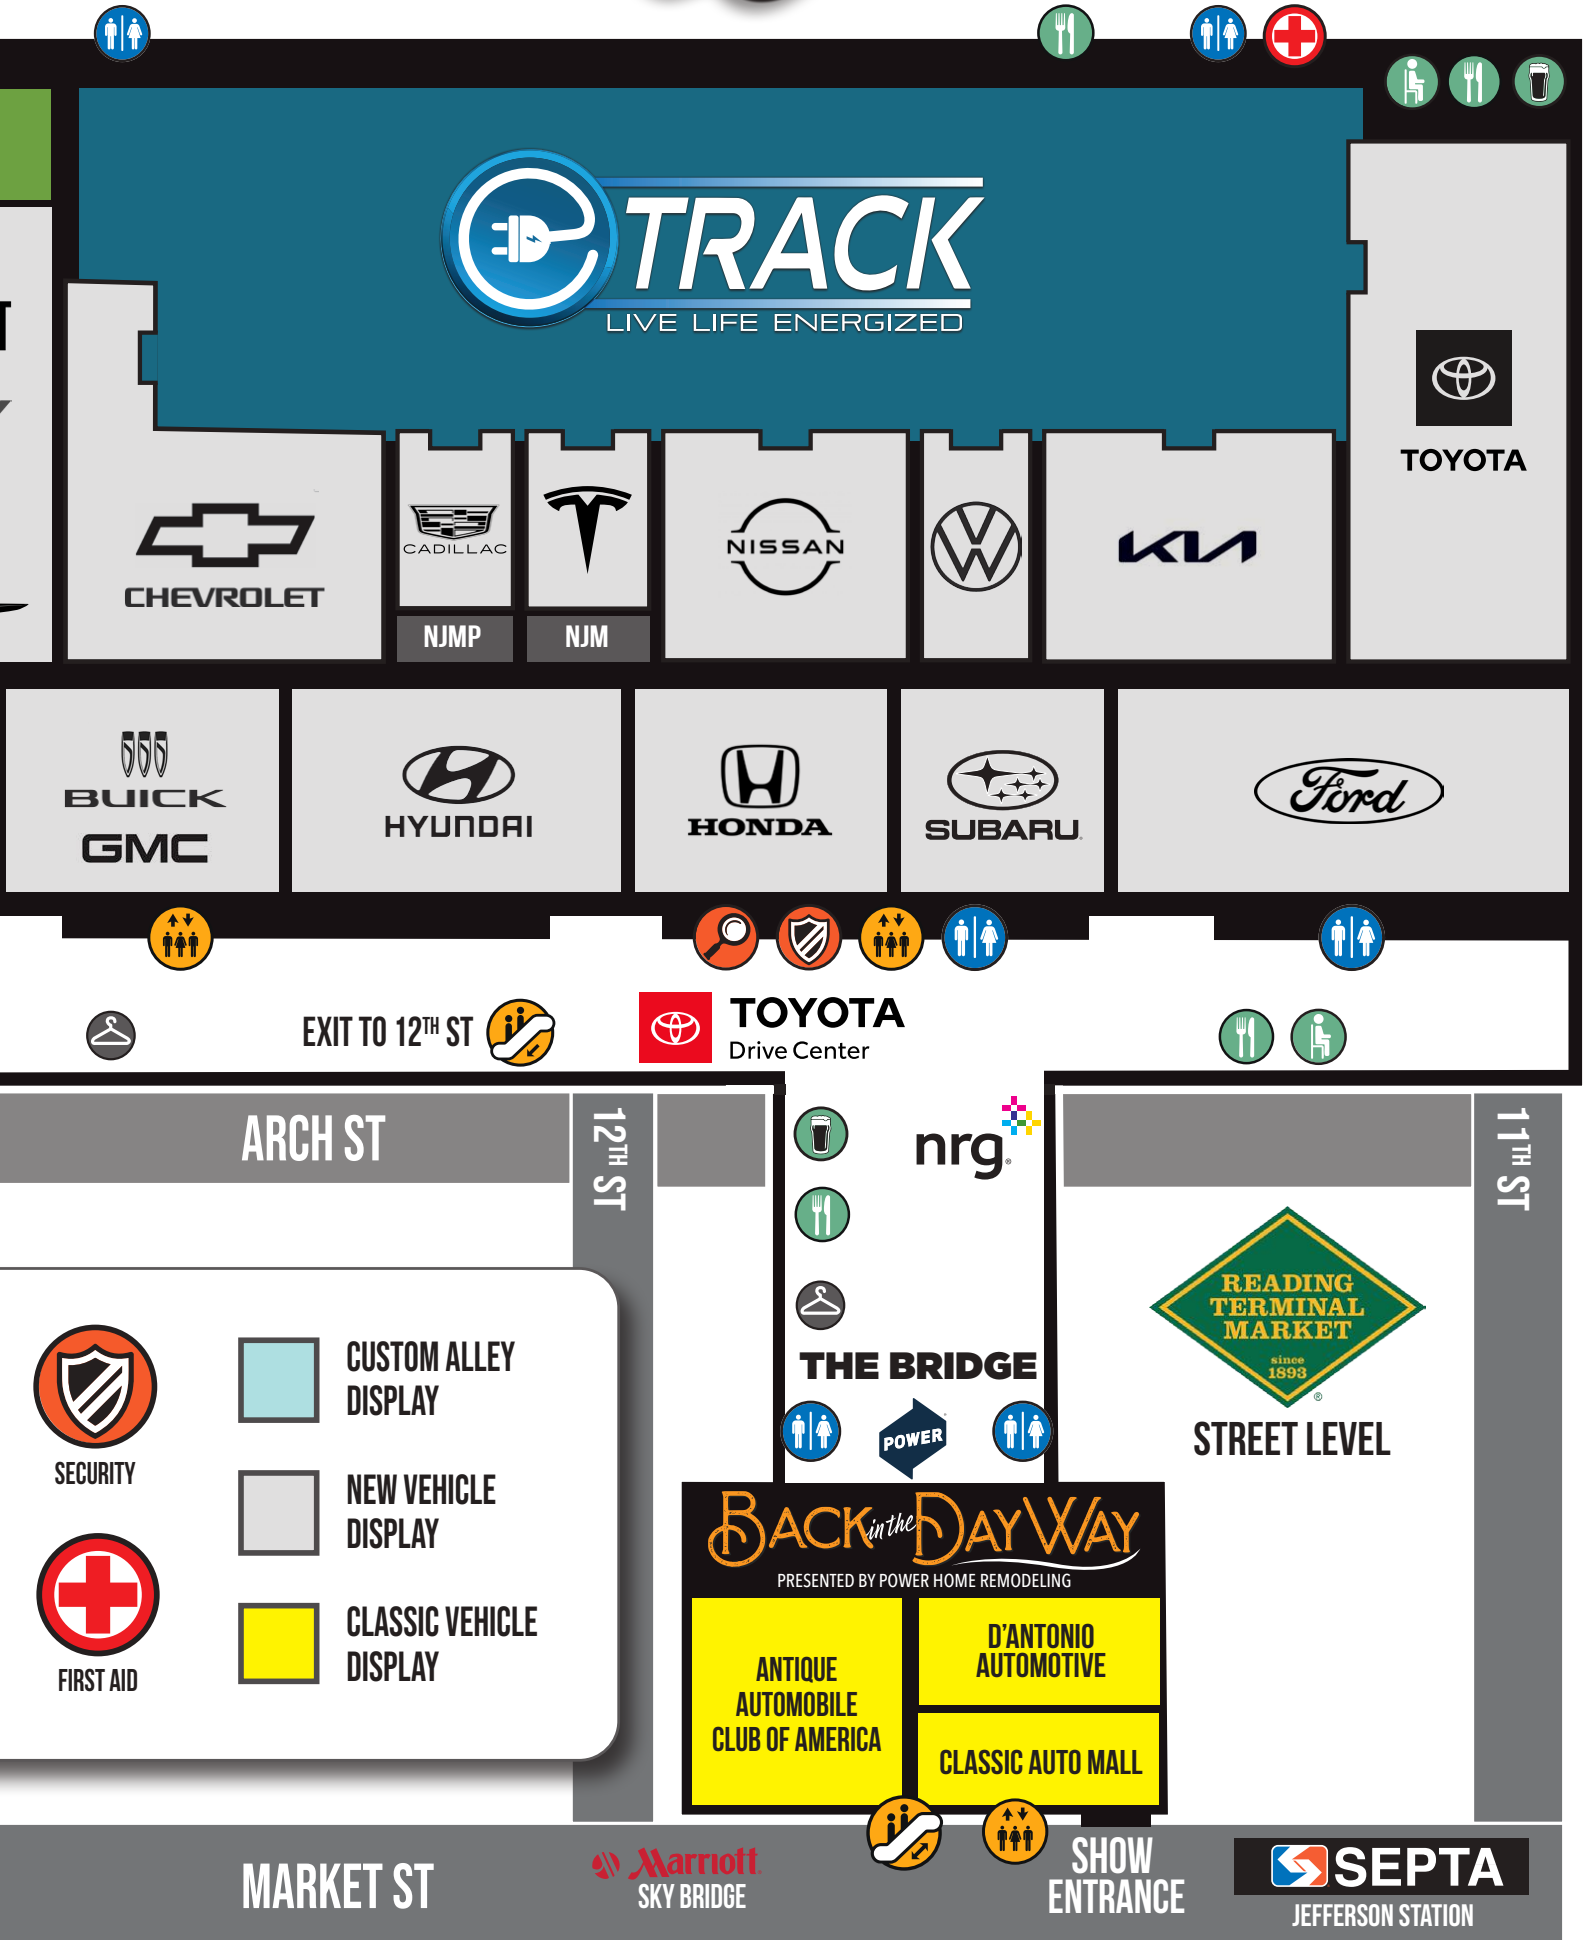 TRACK
LIVE LIFE ENERGIZED
TOYOTA
CHEVROLET
CADILLAC
NISSAN
KIA
NJMP
NJM
BUICK
GMC
HYUNDAI
HONDA
SUBARU
Ford
EXIT TO 12TH ST
TOYOTA
Drive Center
ARCH ST
12TH ST
nrg
11TH ST
READING
TERMINAL
MARKET
since
1893
®
STREET LEVEL
THE BRIDGE
POWER
SECURITY
FIRST AID
CUSTOM ALLEY
DISPLAY
NEW VEHICLE
DISPLAY
CLASSIC VEHICLE
DISPLAY
BACK in the DAY WAY
PRESENTED BY POWER HOME REMODELING
ANTIQUE
AUTOMOBILE
CLUB OF AMERICA
D'ANTONIO
AUTOMOTIVE
CLASSIC AUTO MALL
MARKET ST
Marriott
SKY BRIDGE
SHOW
ENTRANCE
SEPTA
JEFFERSON STATION